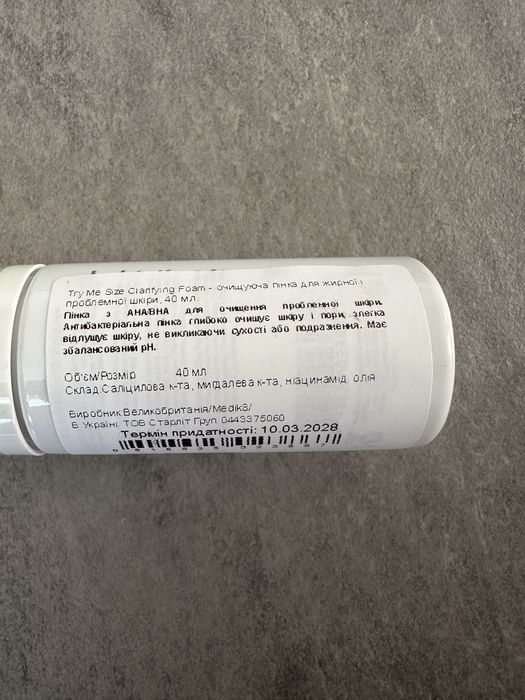 Try Me Size Clarifying Foam - очищуюча пінка для жирної і
проблемної шкіри, 40 мл.
Пінка з AHA/BHA для очищення проблемної шкіри.
Антибактеріальна пінка глибоко очищує шкіру і пори, злегка
відлущує шкіру, не викликаючи сухості або подразнення. Має
збалансований pH.
Об'єм/Розмір 40 мл
Склад:Саліцилова к-та, мигдалева к-та, ніацинамід, олія
Виробник:Великобританія/Medik8/
В Україні ТОВ Старліт Груп 0443375060
Термін придатності: 10.03.2028